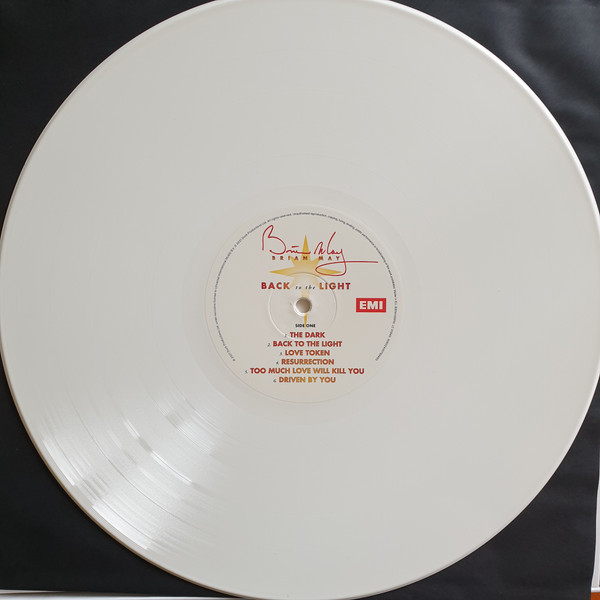 Brian May
BRIAN MAY
BACK to the LIGHT
EMI
SIDE ONE
1. THE DARK
2. BACK TO THE LIGHT
3. LOVE TOKEN
4. RESURRECTION
5. TOO MUCH LOVE WILL KILL YOU
6. DRIVEN BY YOU